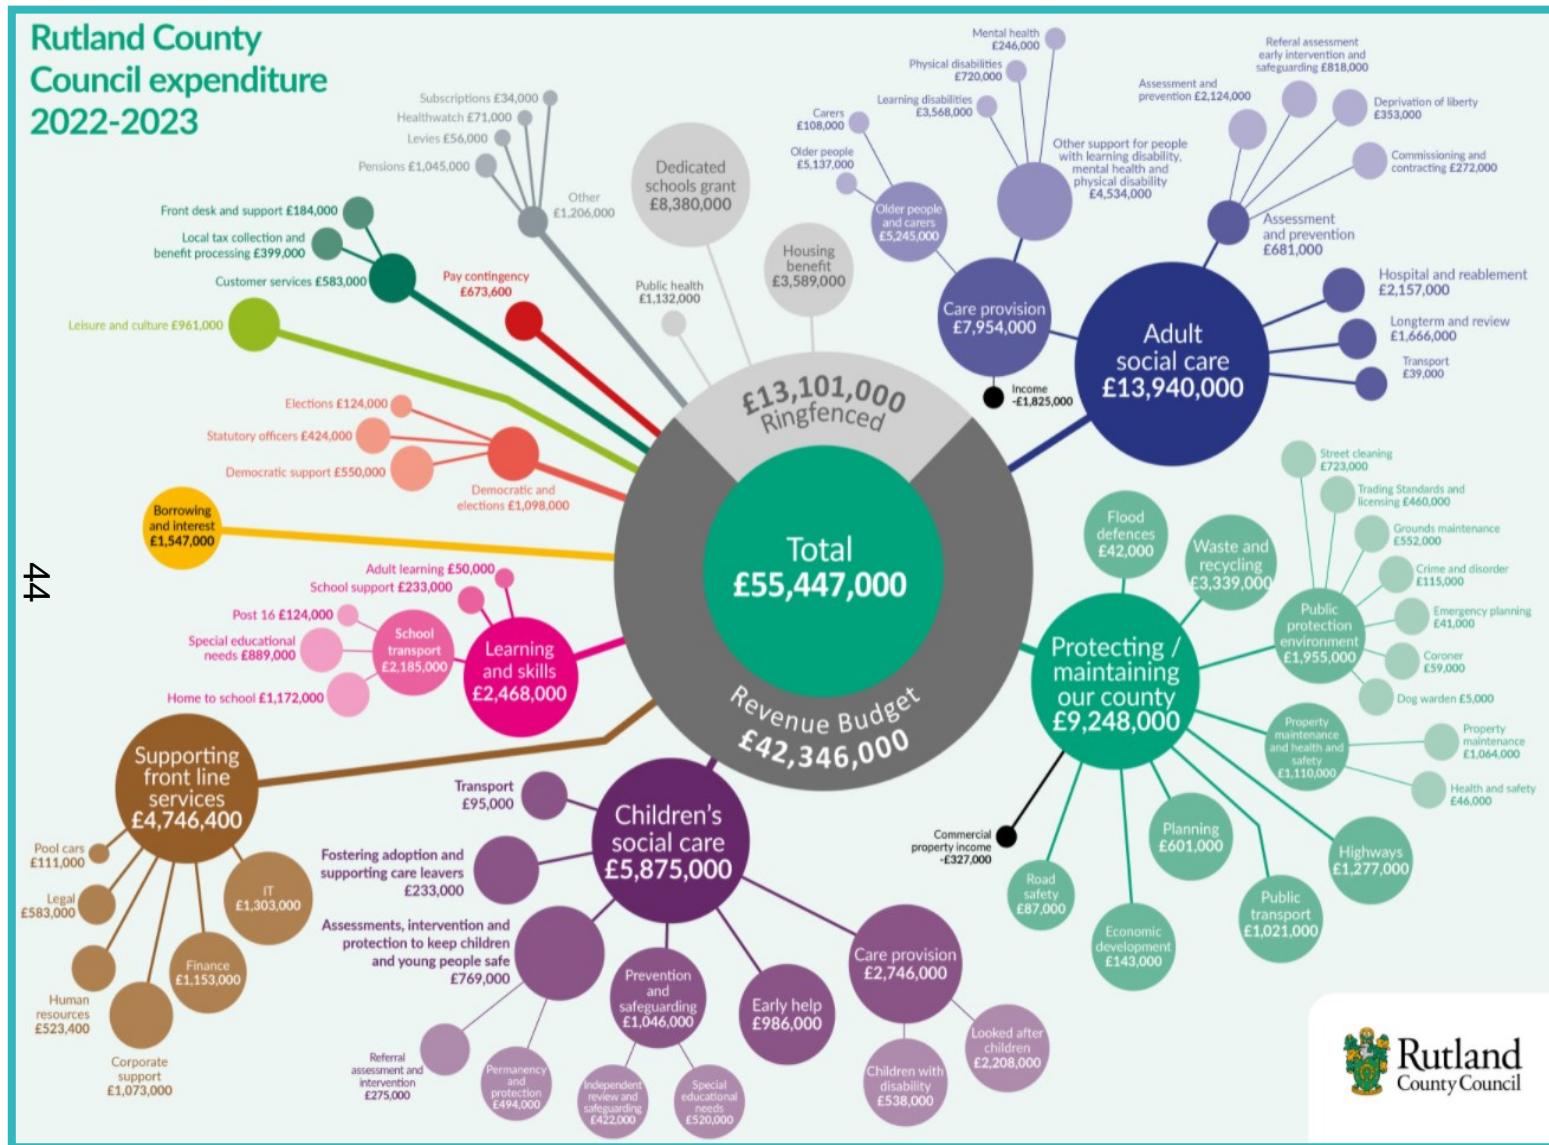 Rutland County
Council expenditure
2022-2023
Subscriptions £34,000
Healthwatch £71,000
Levies £56,000
Pensions £1,045,000
Other
£1,206,000
Dedicated
schools grant
£8,380,000
Housing
benefit
£3,589,000
Public health
£1,132,000
Front desk and support £184,000
Local tax collection and
benefit processing £399,000
Customer services £583,000
Pay contingency
£673,600
Leisure and culture £961,000
Elections £124,000
Statutory officers £424,000
Democratic support £550,000
Democratic and
elections £1,098,000
Borrowing
and interest
£1,547,000
44
Adult learning £50,000
School support £233,000
Post 16 £124,000
Special educational
needs £889,000
Home to school £1,172,000
School
transport
£2,185,000
Learning
and skills
£2,468,000
Supporting
front line
services
£4,746,400
Pool cars
£111,000
Legal
£583,000
Human
resources
£523,400
Corporate
support
£1,073,000
Finance
£1,153,000
IT
£1,303,000
£13,101,000
Ringfenced
Total
£55,447,000
Revenue Budget
£42,346,000
Mental health
£246,000
Physical disabilities
£720,000
Learning disabilities
£3,568,000
Carers
£108,000
Older people
£5,137,000
Older people
and carers
£5,245,000
Other support for people
with learning disability,
mental health and
physical disability
£4,534,000
Care provision
£7,954,000
Income
-£1,825,000
Adult
social care
£13,940,000
Referal assessment
early intervention and
safeguarding £818,000
Assessment and
prevention £2,124,000
Deprivation of liberty
£353,000
Commissioning and
contracting £272,000
Assessment
and prevention
£681,000
Hospital and reablement
£2,157,000
Longterm and review
£1,666,000
Transport
£39,000
Street cleaning
£723,000
Trading Standards and
licensing £460,000
Grounds maintenance
£552,000
Crime and disorder
£115,000
Emergency planning
£41,000
Coroner
£59,000
Dog warden £5,000
Flood
defences
£42,000
Waste and
recycling
£3,339,000
Public
protection
environment
£1,955,000
Protecting /
maintaining
our county
£9,248,000
Property
maintenance
and health and
safety
£1,110,000
Property
maintenance
£1,064,000
Health and safety
£46,000
Commercial
property income
-£327,000
Road
safety
£87,000
Economic
development
£143,000
Planning
£601,000
Public
transport
£1,021,000
Highways
£1,277,000
Transport
£95,000
Fostering adoption and
supporting care leavers
£233,000
Assessments, intervention and
protection to keep children
and young people safe
£769,000
Children's
social care
£5,875,000
Referral
assessment and
intervention
£275,000
Permanency
and
protection
£494,000
Prevention
and
safeguarding
£1,046,000
Independent
review and
safeguarding
£422,000
Special
educational
needs
£520,000
Early help
£986,000
Care provision
£2,746,000
Children with
disability
£538,000
Looked after
children
£2,208,000
Rutland
County Council